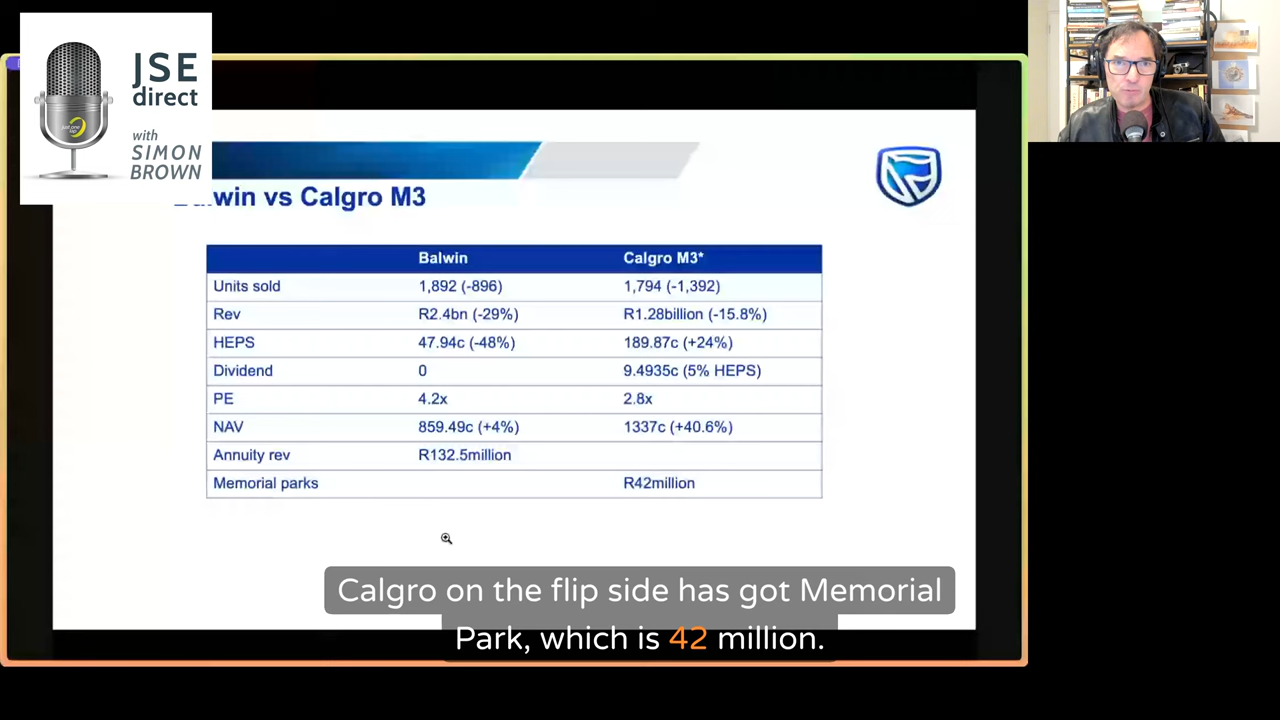 JSE
direct
with
SIMON
BROWN
Balwin vs Calgro M3
Balwin Calgro M3*
Units sold 1,892 (-896) 1,794 (-1,392)
Rev R2.4bn (-29%) R1.28billion (-15.8%)
HEPS 47.94c (-48%) 189.87c (+24%)
Dividend 0 9.4935c (5% HEPS)
PE 4.2x 2.8x
NAV 859.49c (+4%) 1337c (+40.6%)
Annuity rev R132.5million
Memorial parks R42million
Calgro on the flip side has got Memorial
Park, which is 42 million.